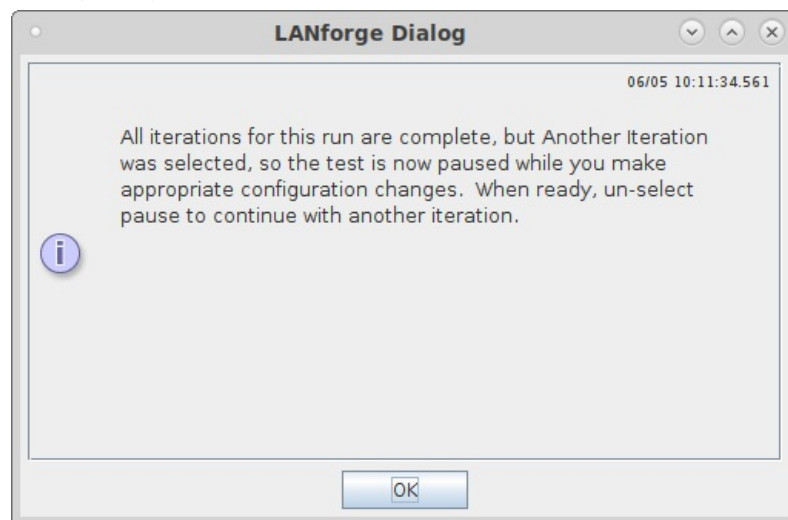 LANforge Dialog
06/05 10:11:34.561
All iterations for this run are complete, but Another Iteration
was selected, so the test is now paused while you make
appropriate configuration changes.  When ready, un-select
pause to continue with another iteration.
i
OK